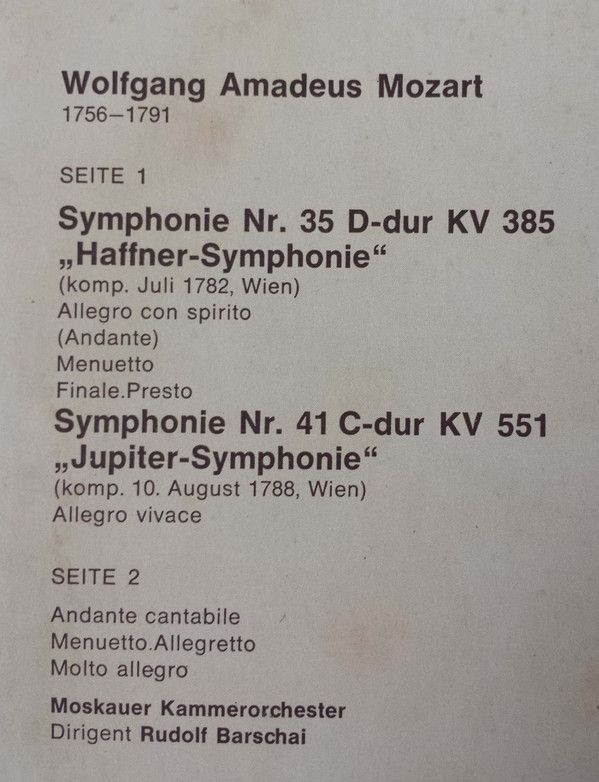 Wolfgang Amadeus Mozart
1756–1791
SEITE 1
Symphonie Nr. 35 D-dur KV 385
„Haffner-Symphonie“
(komp. Juli 1782, Wien)
Allegro con spirito
(Andante)
Menuetto
Finale.Presto
Symphonie Nr. 41 C-dur KV 551
„Jupiter-Symphonie“
(komp. 10. August 1788, Wien)
Allegro vivace
SEITE 2
Andante cantabile
Menuetto.Allegretto
Molto allegro
Moskauer Kammerorchester
Dirigent Rudolf Barschai